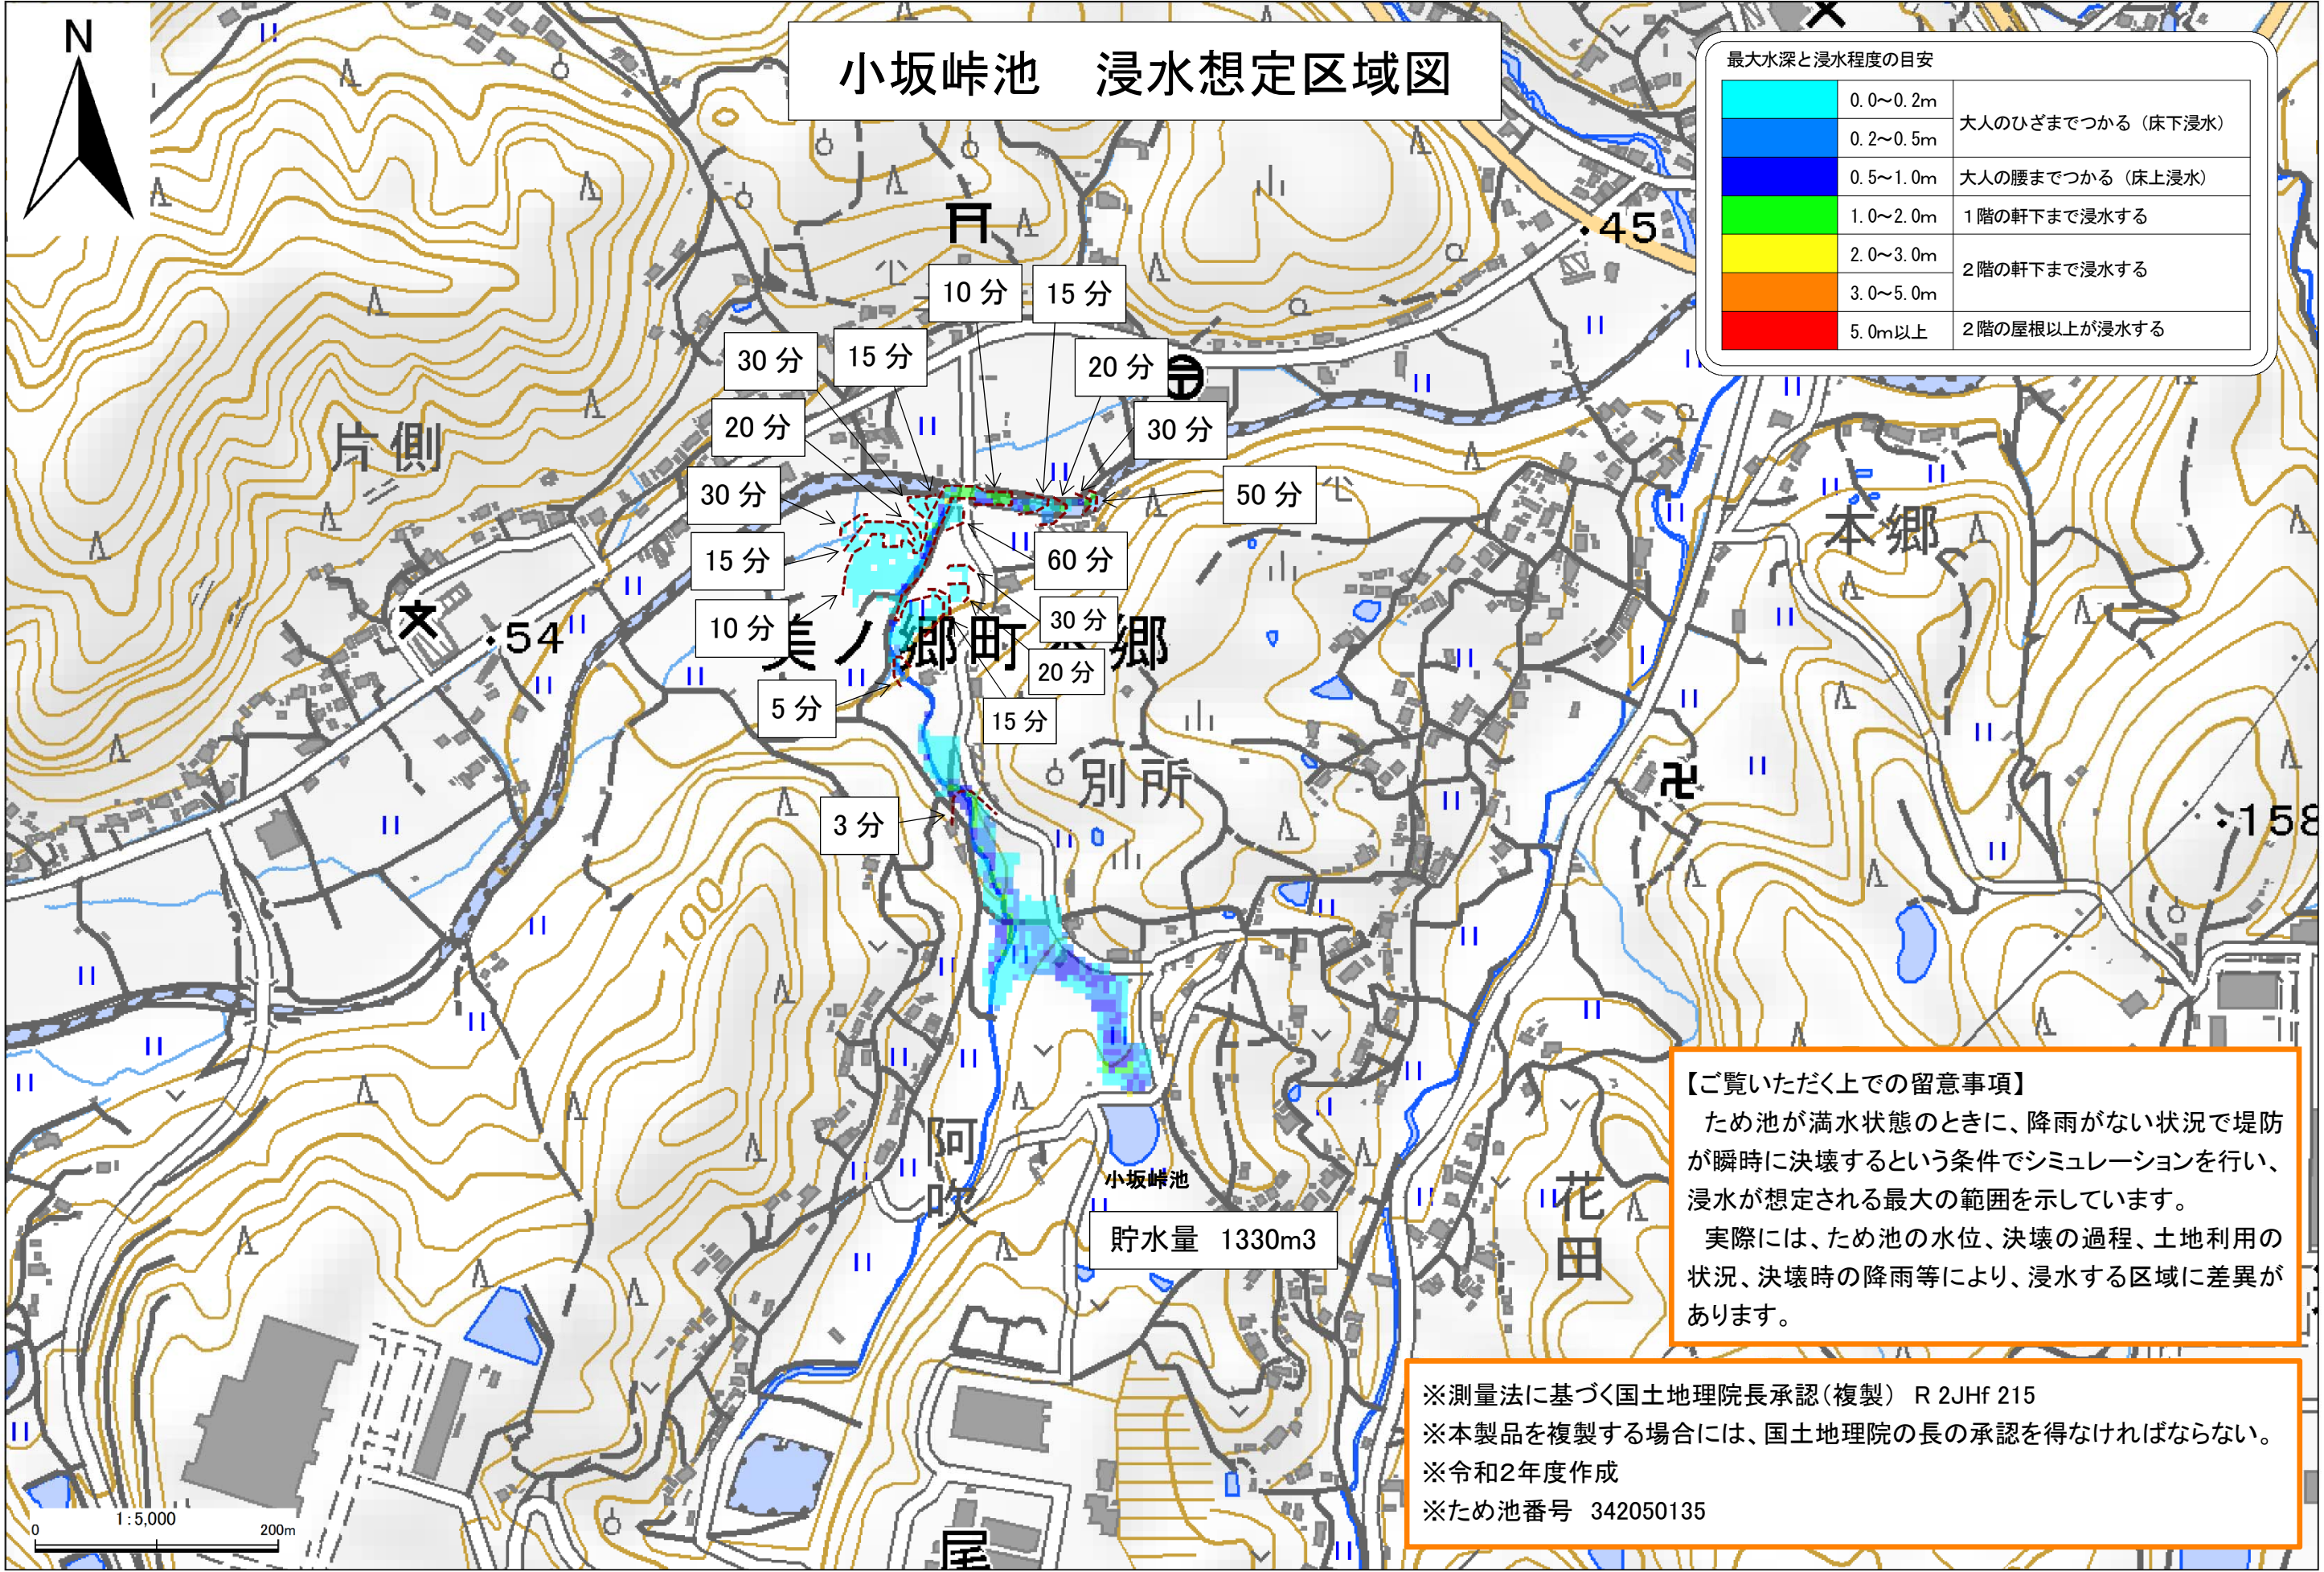 N
小坂峠池　浸水想定区域図
最大水深と浸水程度の目安
0.0～0.2m
大人のひざまでつかる（床下浸水）
0.2～0.5m
0.5～1.0m
大人の腰までつかる（床上浸水）
1.0～2.0m
１階の軒下まで浸水する
2.0～3.0m
２階の軒下まで浸水する
3.0～5.0m
5.0m以上
２階の屋根以上が浸水する
45
10 分
15 分
30 分
15 分
20 分
20 分
30 分
片側
30 分
50 分
本郷
15 分
60 分
10 分
30 分
54
美ノ郷町本郷
20 分
5 分
15 分
別所
3 分
158
100
阿吹
小坂峠池
花田
貯水量　1330m3
尾
【ご覧いただく上での留意事項】
ため池が満水状態のときに、降雨がない状況で堤防
が瞬時に決壊するという条件でシミュレーションを行い、
浸水が想定される最大の範囲を示しています。
実際には、ため池の水位、決壊の過程、土地利用の
状況、決壊時の降雨等により、浸水する区域に差異が
あります。
※測量法に基づく国土地理院長承認（複製）　R 2JHf 215
※本製品を複製する場合には、国土地理院の長の承認を得なければならない。
※令和2年度作成
※ため池番号　342050135
1：5,000
0
200m